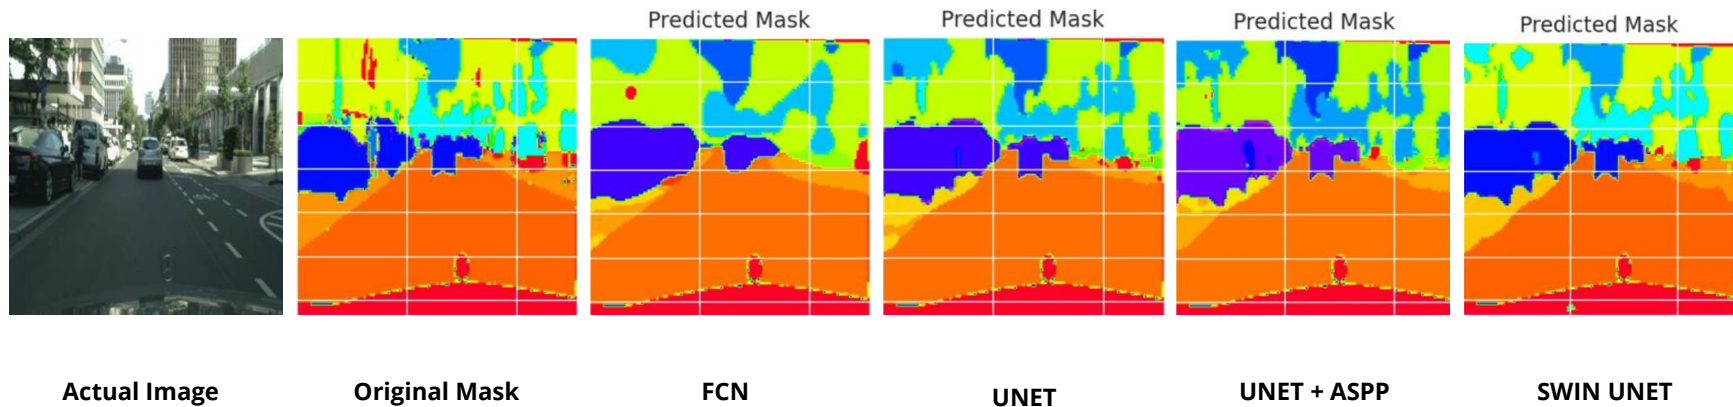 Predicted Mask
Predicted Mask
Predicted Mask
Predicted Mask
Actual Image
Original Mask
FCN
UNET
UNET + ASPP
SWIN UNET